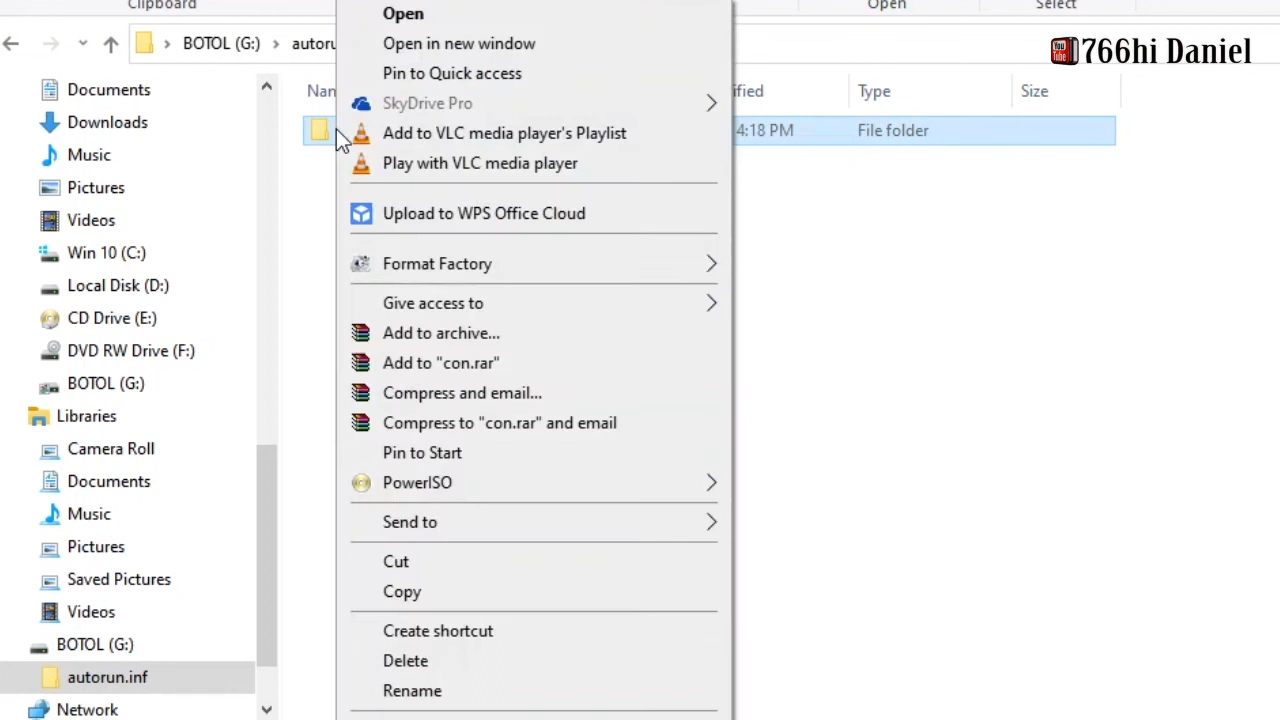 Clipboard
Open
Select
BOTOL (G:)
autoru
YouTube 766hi Daniel
Documents
Downloads
Music
Pictures
Videos
Win 10 (C:)
Local Disk (D:)
CD Drive (E:)
DVD RW Drive (F:)
BOTOL (G:)
Libraries
Camera Roll
Documents
Music
Pictures
Saved Pictures
Videos
BOTOL (G:)
autorun.inf
Network
Nan
ified
Type
Size
4:18 PM
File folder
Open
Open in new window
Pin to Quick access
SkyDrive Pro
Add to VLC media player's Playlist
Play with VLC media player
Upload to WPS Office Cloud
Format Factory
Give access to
Add to archive...
Add to "con.rar"
Compress and email...
Compress to "con.rar" and email
Pin to Start
PowerISO
Send to
Cut
Copy
Create shortcut
Delete
Rename